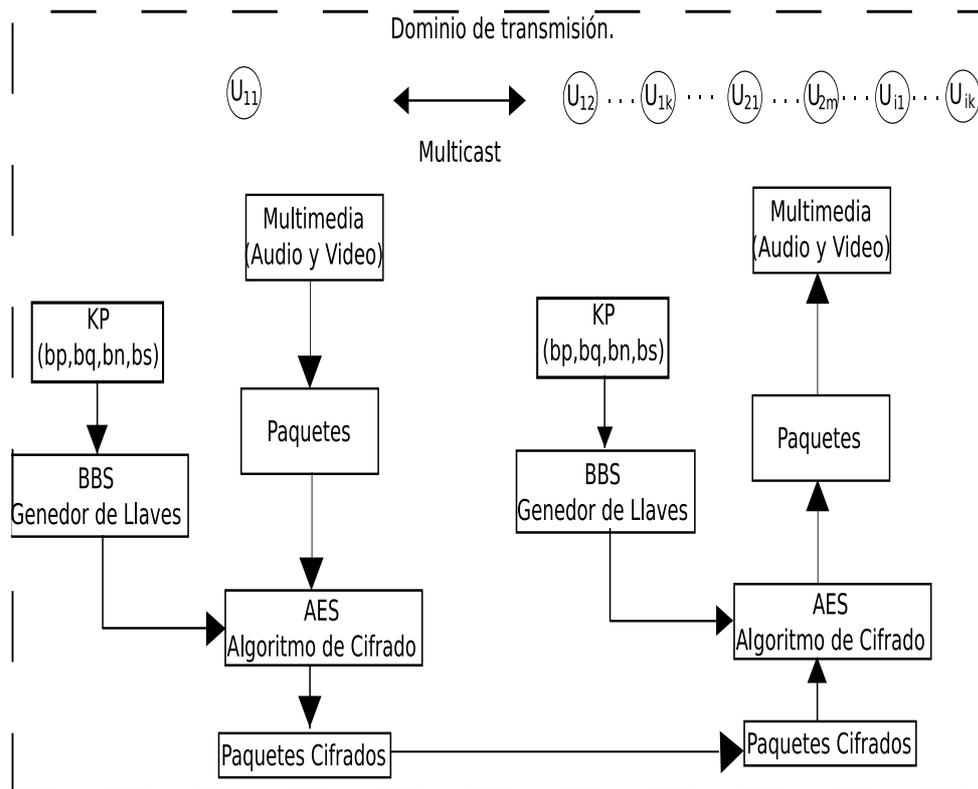 Dominio de transmisión.
U11 U12 ... U1k ... U21 ... U2m ... Ui1 ... Uik
Multicast
Multimedia
(Audio y Video)
KP
(bp,bq,bn,bs)
Paquetes
BBS
Genedor de Llaves
AES
Algoritmo de Cifrado
Paquetes Cifrados
Multimedia
(Audio y Video)
KP
(bp,bq,bn,bs)
Paquetes
BBS
Genedor de Llaves
AES
Algoritmo de Cifrado
Paquetes Cifrados